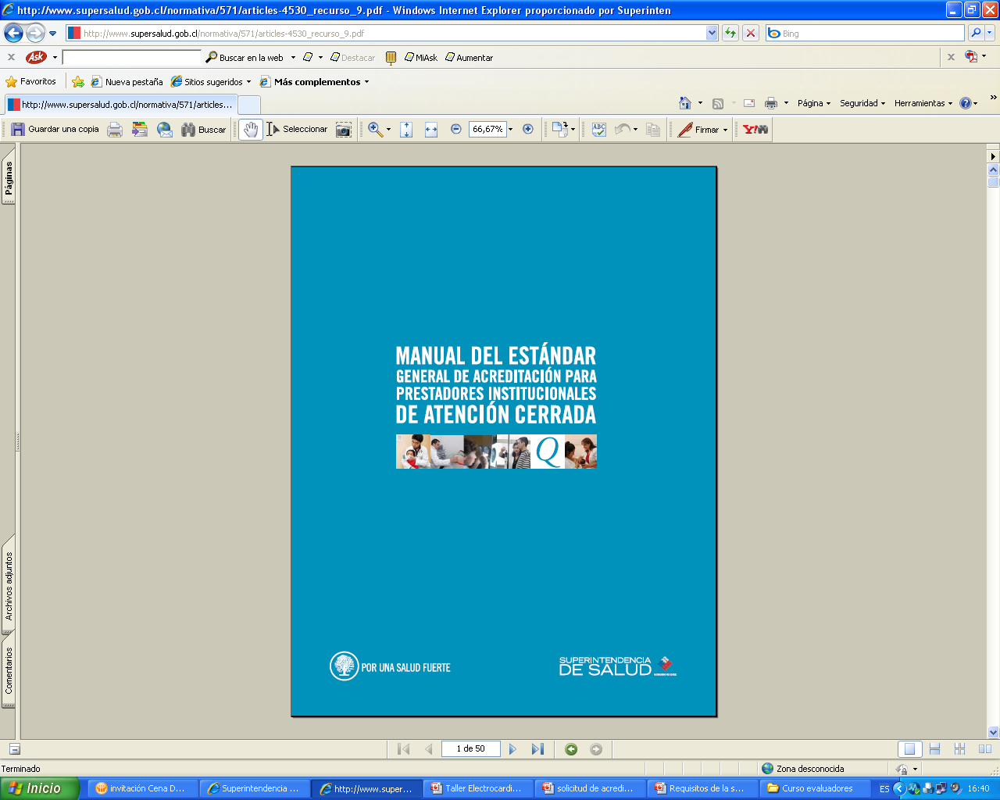 http://www.supersalud.gob.cl/normativa/571/articles-4530_recurso_9.pdf - Windows Internet Explorer proporcionado por Superinten
http://www.supersalud.gob.cl/normativa/571/articles-4530_recurso_9.pdf
Bing
Ask
Buscar en la web
Destacar
MiAsk
Aumentar
Favoritos
Nueva pestaña
Sitios sugeridos
Más complementos
http://www.supersalud.gob.cl/normativa/571/articles...
Página
Seguridad
Herramientas
Guardar una copia
Buscar
Seleccionar
66,67%
ABC
Firmar
Y!
Páginas
MANUAL DEL ESTÁNDAR
GENERAL DE ACREDITACIÓN PARA
PRESTADORES INSTITUCIONALES
DE ATENCIÓN CERRADA
Q
Archivos adjuntos
Comentarios
POR UNA SALUD FUERTE
SUPERINTENDENCIA
DE SALUD
GOBIERNO DE CHILE
1 de 50
Terminado
Zona desconocida
Inicio
invitación Cena D...
Superintendencia ...
http://www.super...
Taller Electrocardi...
solicitud de acredi...
Requisitos de la s...
Curso evaluadores
ES
16:40